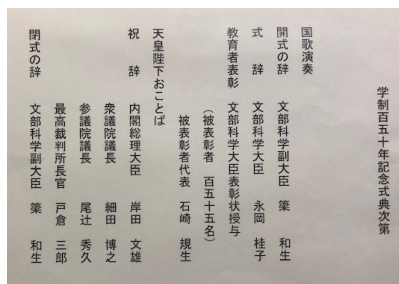 学制百五十年記念式典次第
国歌演奏
開式の辞 文部科学副大臣 簗 和生
式辞 文部科学大臣 永岡 桂子
教育者表彰 文部科学大臣表彰状授与
（被表彰者 百五十五名）
被表彰者代表 石崎 規生
天皇陛下おことば
祝辞 内閣総理大臣 岸田 文雄
衆議院議長 細田 博之
参議院議長 尾辻 秀久
最高裁判所長官 戸倉 三郎
閉式の辞 文部科学副大臣 簗 和生